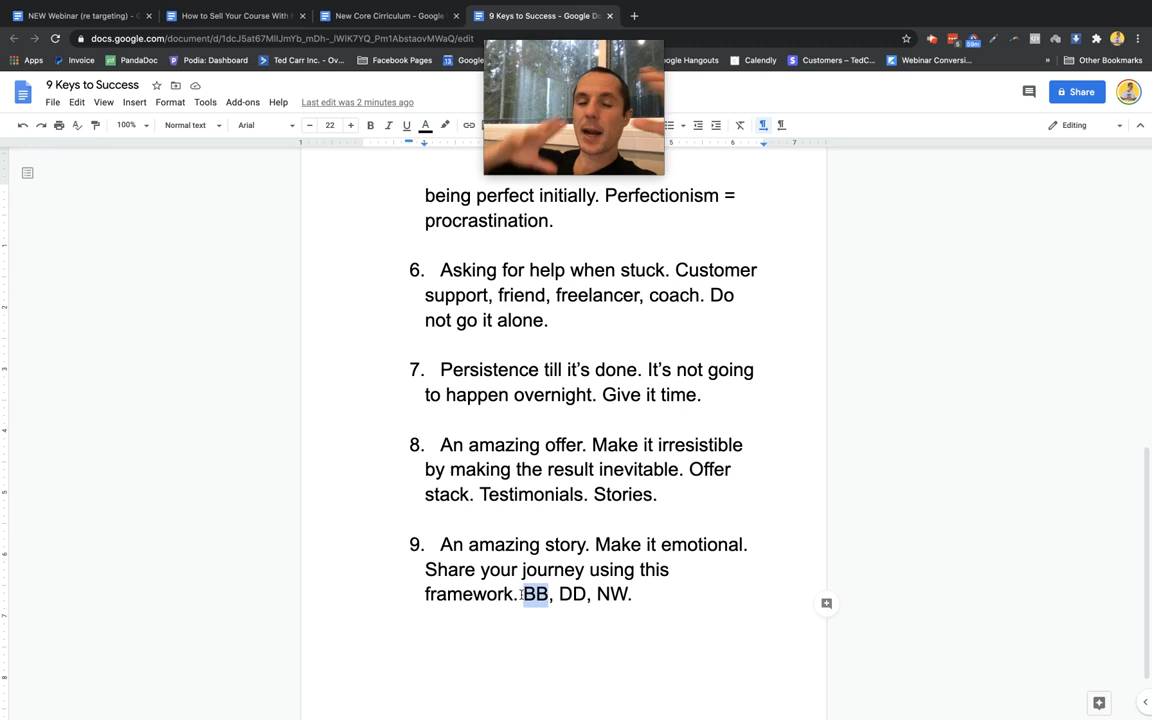 NEW Webinar (re targeting) -
How to Sell Your Course With
New Core Cirriculum - Google
9 Keys to Success - Google Do
docs.google.com/document/d/1dcJ5at67MIIJmYb_mDh-_IWlK7YQ_Pm1AbstaovMWaQ/edit
Apps
Invoice
PandaDoc
Podia: Dashboard
Ted Carr Inc. - Ov...
Facebook Pages
Google Hangouts
Calendly
Customers – TedC...
Webinar Conversi...
»
Other Bookmarks
9 Keys to Success
File Edit View Insert Format Tools Add-ons Help Last edit was 2 minutes ago
Share
100% Normal text Arial 22 B I U A
Editing
being perfect initially. Perfectionism =
procrastination.
6. Asking for help when stuck. Customer
support, friend, freelancer, coach. Do
not go it alone.
7. Persistence till it’s done. It’s not going
to happen overnight. Give it time.
8. An amazing offer. Make it irresistible
by making the result inevitable. Offer
stack. Testimonials. Stories.
9. An amazing story. Make it emotional.
Share your journey using this
framework. BB, DD, NW.